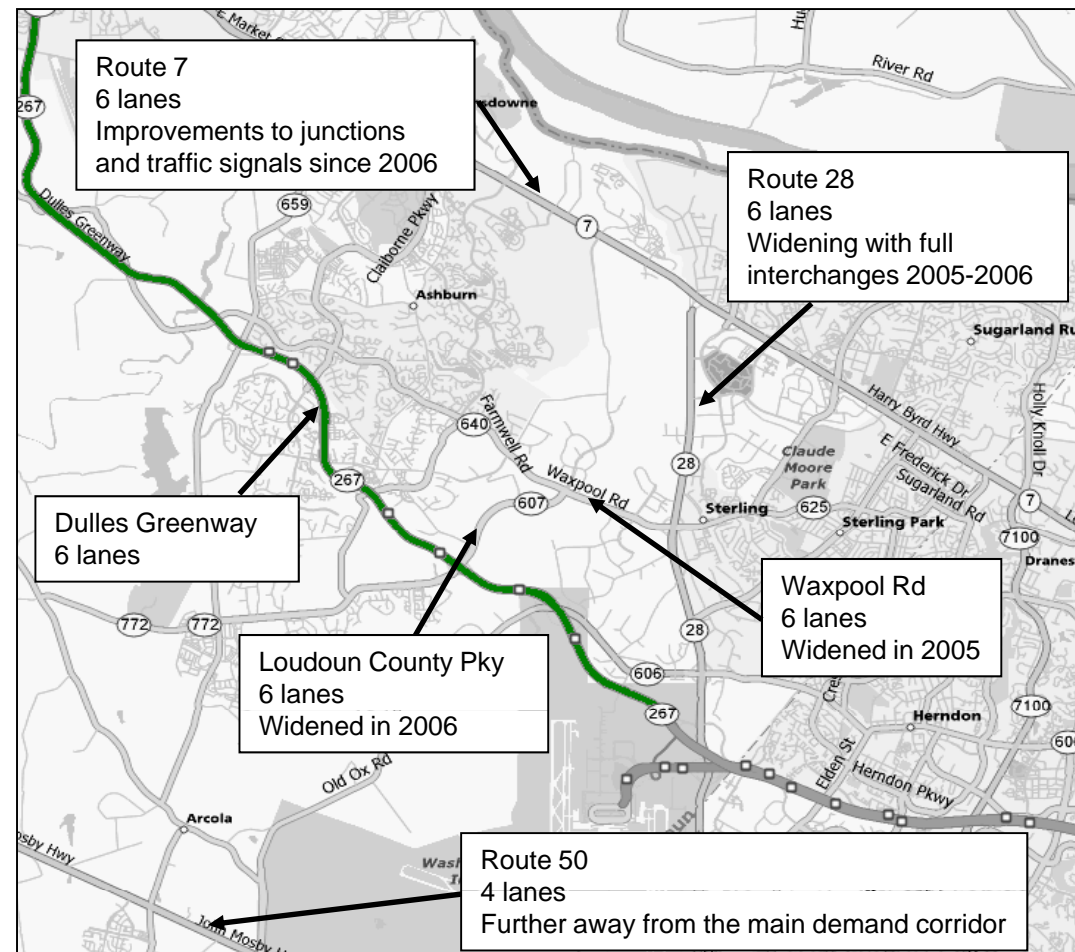 E Market
Route 7
6 lanes
Improvements to junctions
and traffic signals since 2006
River Rd
267
Route 28
6 lanes
Widening with full
interchanges 2005-2006
Dulles Greenway
659
Claiborne Pkwy
7
Ashburn
Sugarland
Harry Byrd Hwy
Holly Knoll Dr
Farmwell Rd
640
Claude
Moore
Park
E Frederick Dr
Sugarland Rd
28
267
607
Waxpool Rd
Sterling
625
Sterling Park
7
7100
Dulles Greenway
6 lanes
Waxpool Rd
6 lanes
Widened in 2005
772
772
28
Loudoun County Pky
6 lanes
Widened in 2006
606
267
7100
Herndon
Elden St
Herndon Pkwy
Old Ox Rd
Arcola
Route 50
4 lanes
Further away from the main demand corridor
John Mosby